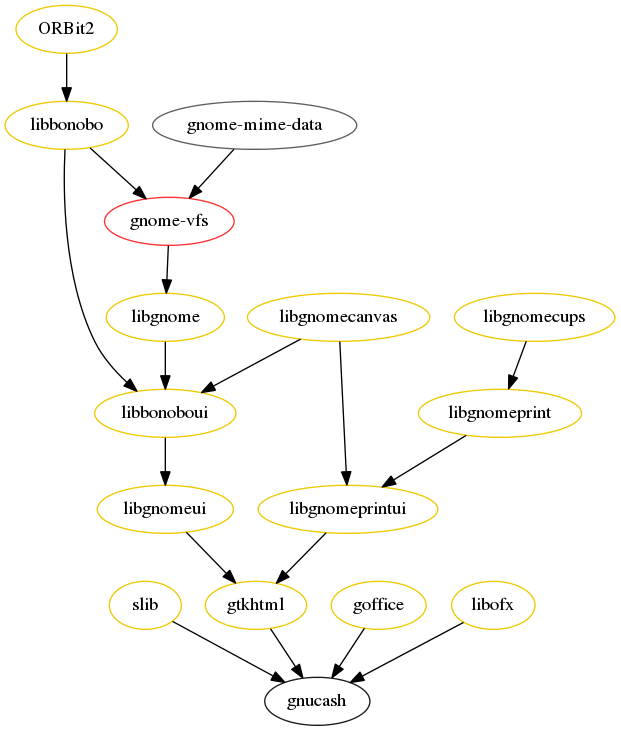 ORBit2
libbonobo
gnome-mime-data
gnome-vfs
libgnome
libgnomecanvas
libgnomecups
libbonoboui
libgnomeprint
libgnomeui
libgnomeprintui
slib
gtkhtml
goffice
libofx
gnucash